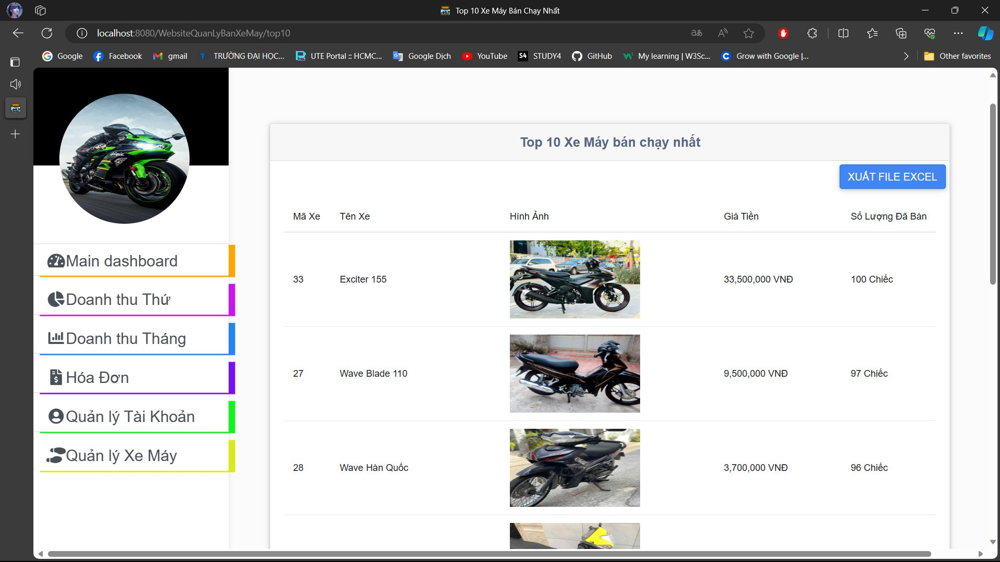 Top 10 Xe Máy Bán Chạy Nhất
localhost:8080/WebsiteQuanLyBanXeMay/top10
Google
Facebook
gmail
TRƯỜNG ĐẠI HỌC...
UTE Portal :: HCMC...
Google Dịch
YouTube
S4 STUDY4
GitHub
My learning | W3Sc...
Grow with Google |...
Other favorites
Main dashboard
Doanh thu Thứ
Doanh thu Tháng
Hóa Đơn
Quản lý Tài Khoản
Quản lý Xe Máy
Top 10 Xe Máy bán chạy nhất
XUẤT FILE EXCEL
Mã Xe Tên Xe Hình Ảnh Giá Tiền Số Lượng Đã Bán
33 Exciter 155 33,500,000 VNĐ 100 Chiếc
27 Wave Blade 110 9,500,000 VNĐ 97 Chiếc
28 Wave Hàn Quốc 3,700,000 VNĐ 96 Chiếc